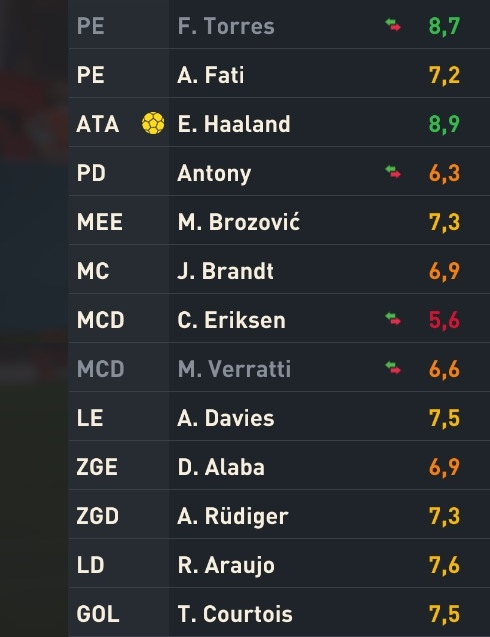 PE F. Torres 8,7
PE A. Fati 7,2
ATA E. Haaland 8,9
PD Antony 6,3
MEE M. Brozović 7,3
MC J. Brandt 6,9
MCD C. Eriksen 5,6
MCD M. Verratti 6,6
LE A. Davies 7,5
ZGE D. Alaba 6,9
ZGD A. Rüdiger 7,3
LD R. Araujo 7,6
GOL T. Courtois 7,5